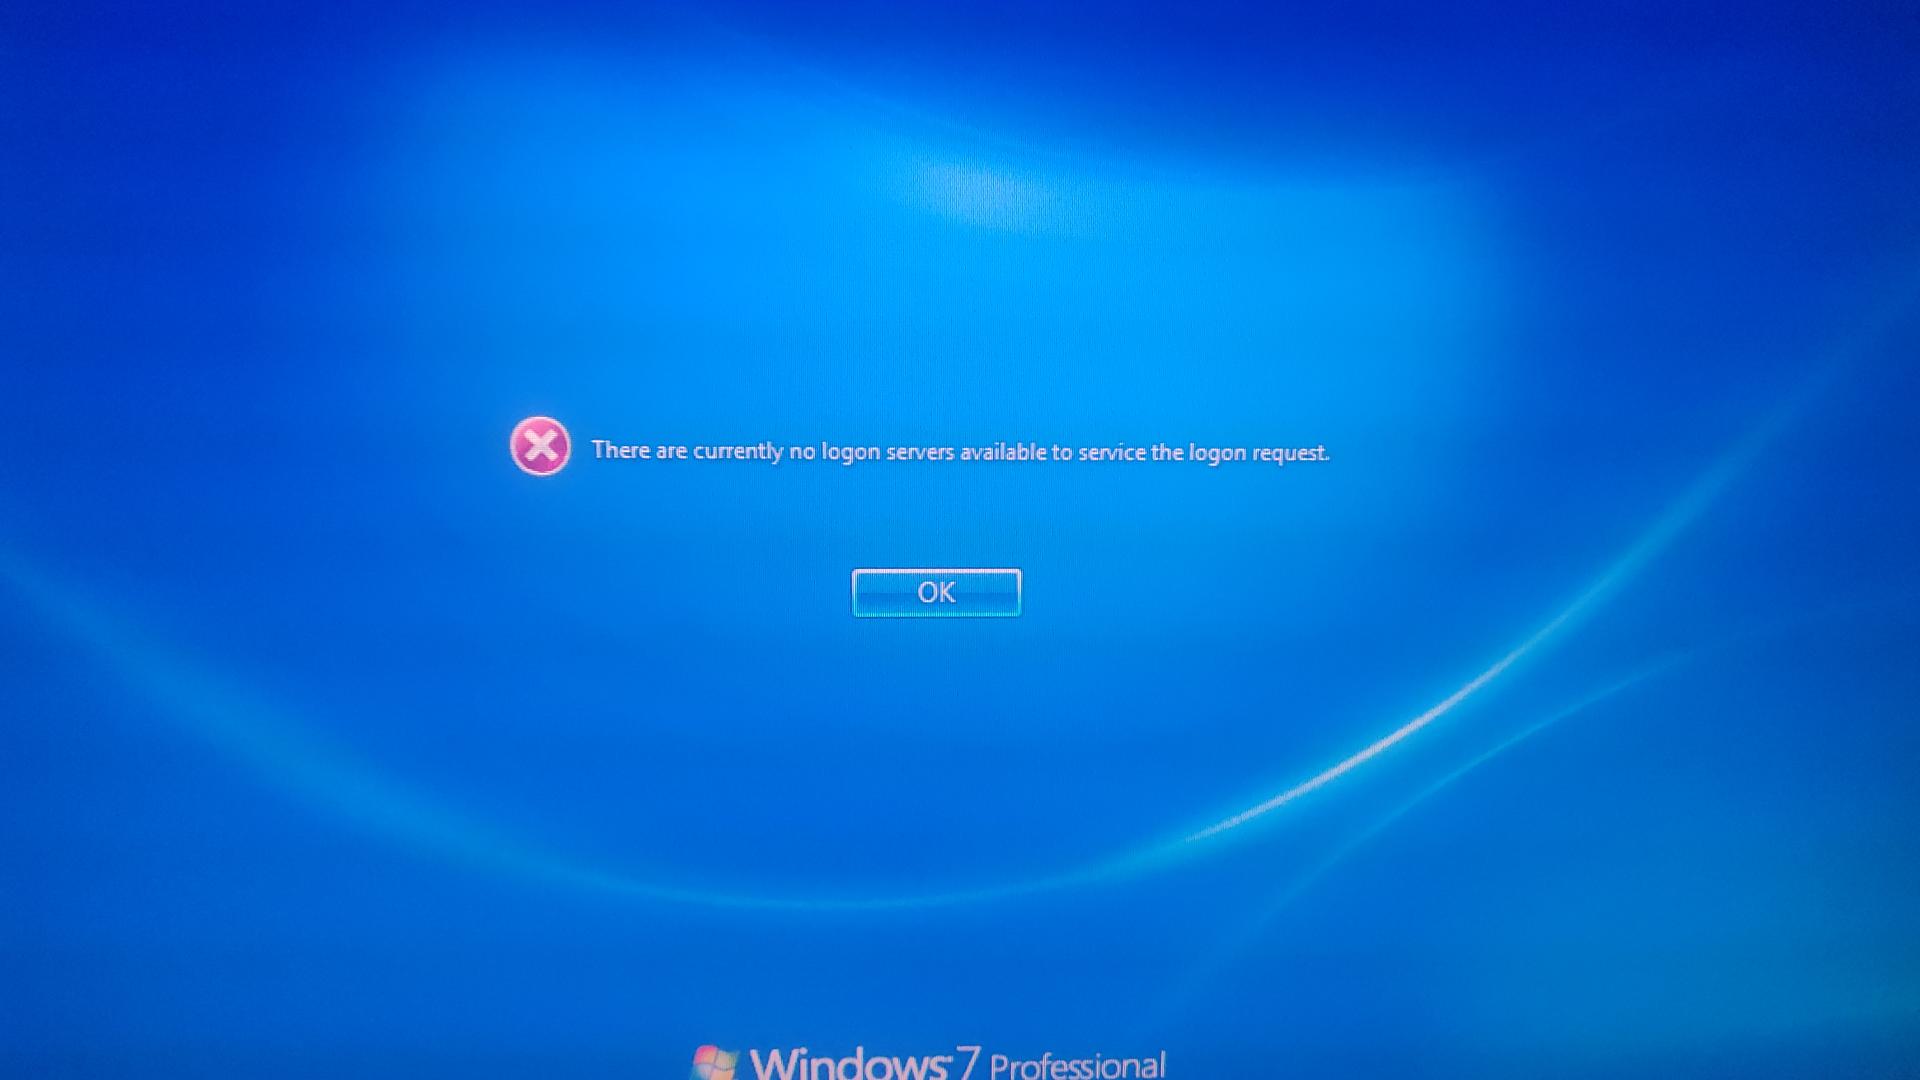 There are currently no logon servers available to service the logon request.
OK
Windows 7 Professional